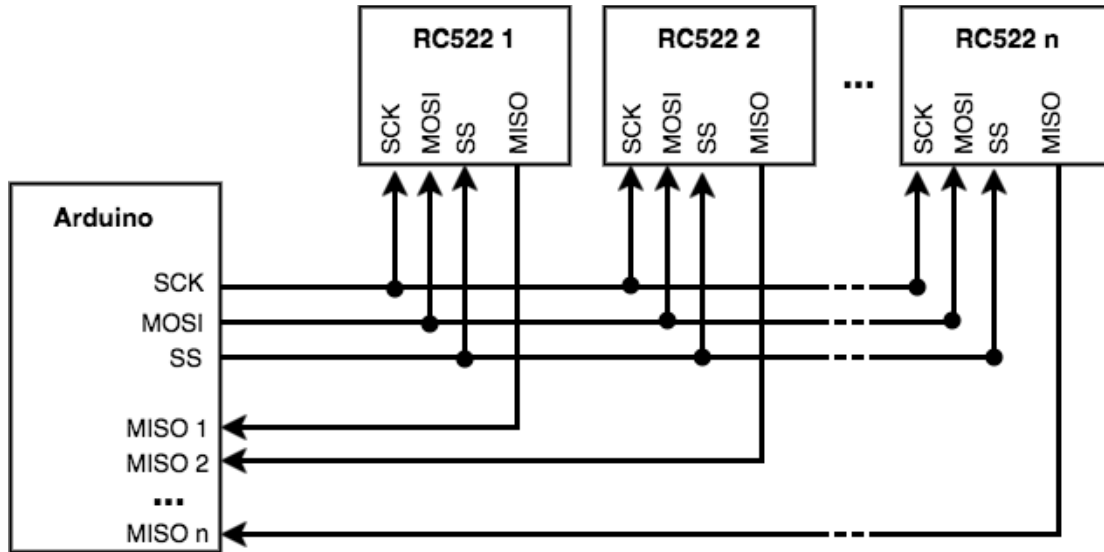 RC522 1
SCK
MOSI
SS
MISO
RC522 2
SCK
MOSI
SS
MISO
...
RC522 n
SCK
MOSI
SS
MISO
Arduino
SCK
MOSI
SS
MISO 1
MISO 2
...
MISO n